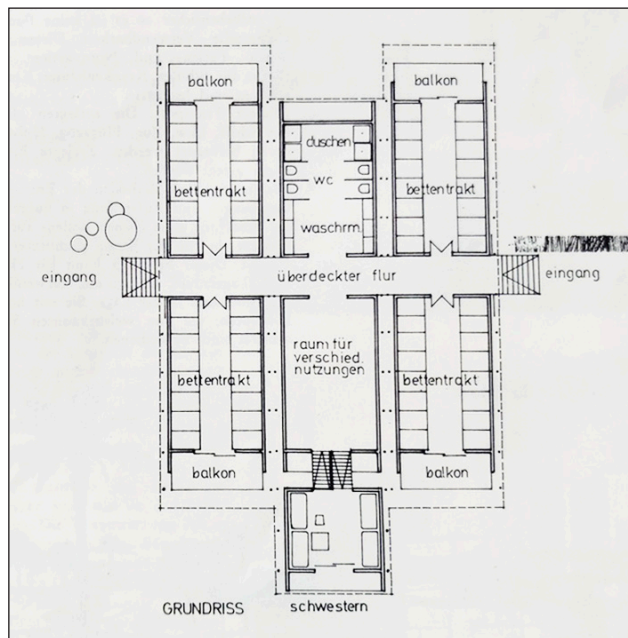 balkon
balkon
duschen
wc
bettentrakt
bettentrakt
waschrm.
eingang
überdeckter flur
eingang
raum für
verschied.
nutzungen
bettentrakt
bettentrakt
balkon
balkon
GRUNDRISS
schwestern